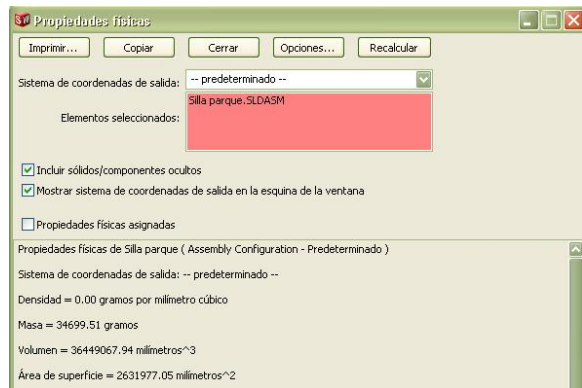 Propiedades físicas
Imprimir... Copiar Cerrar Opciones... Recalcular
Sistema de coordenadas de salida: -- predeterminado --
Elementos seleccionados: Silla parque.SLDASM
Incluir sólidos/componentes ocultos
Mostrar sistema de coordenadas de salida en la esquina de la ventana
Propiedades físicas asignadas
Propiedades físicas de Silla parque ( Assembly Configuration - Predeterminado )
Sistema de coordenadas de salida: -- predeterminado --
Densidad = 0.00 gramos por milímetro cúbico
Masa = 34699.51 gramos
Volumen = 36449067.94 milímetros^3
Área de superficie = 2631977.05 milímetros^2